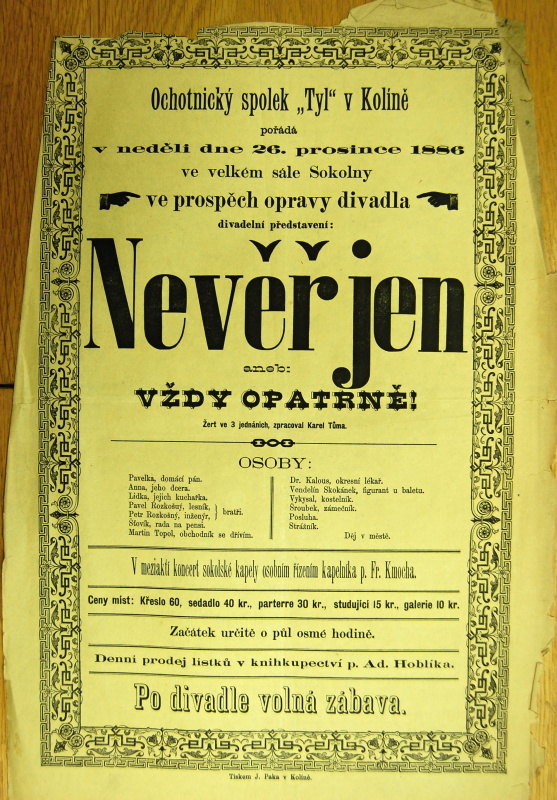 Ochotnický spolek „Tyl“ v Kolíně
pořádá
v neděli dne 26. prosince 1886
ve velkém sále Sokolny
ve prospěch opravy divadla
divadelní představení:
Nevěř jen
aneb:
VŽDY OPATRNĚ!
Žert ve 3 jednáních, zpracoval Karel Tůma.
OSOBY:
Pavelka, domácí pán.
Anna, jeho dcera.
Lidka, jejich kuchařka.
Pavel Rozkošný, lesník,
Petr Rozkošný, inženýr,
bratři.
Šťovík, rada na pensi.
Martin Topol, obchodník se dřívím.
Dr. Kalous, okresní lékař.
Vendelín Skokánek, figurant u baletu.
Vykysal, kostelník.
Šroubek, zámečník.
Posluha.
Strážník.
Děj v městě.
V meziaktí koncert sokolské kapely osobním řízením kapelníka p. Fr. Kmocha.
Ceny míst: Křeslo 60, sedadlo 40 kr., parterre 30 kr., studující 15 kr., galerie 10 kr.
Začátek určitě o půl osmé hodině.
Denní prodej lístků v knihkupectví p. Ad. Hoblíka.
Po divadle volná zábava.
Tiskem J. Paka v Kolíně.